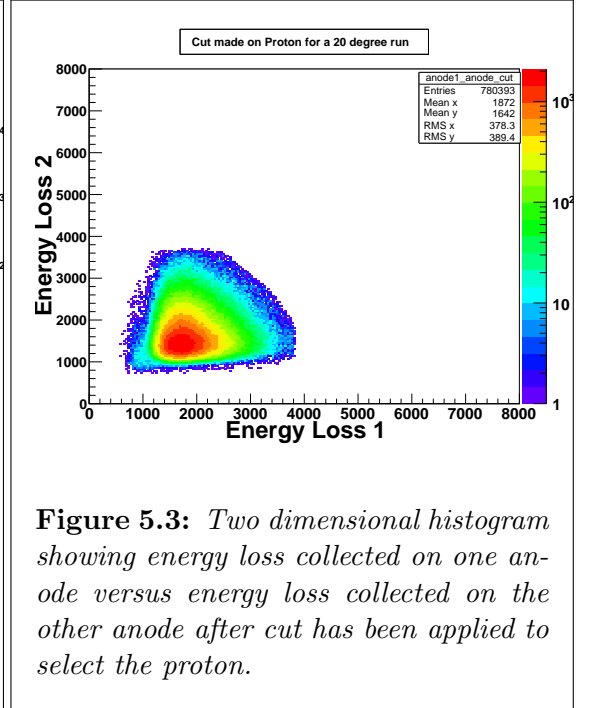 Cut made on Proton for a 20 degree run
anode1_anode_cut
Entries 780393
Mean x 1872
Mean y 1642
RMS x 378.3
RMS y 389.4
8000
7000
6000
5000
4000
3000
2000
1000
0
Energy Loss 2
0 1000 2000 3000 4000 5000 6000 7000 8000
Energy Loss 1
10³
10²
10
1
Figure 5.3: Two dimensional histogram
showing energy loss collected on one an-
ode versus energy loss collected on the
other anode after cut has been applied to
select the proton.